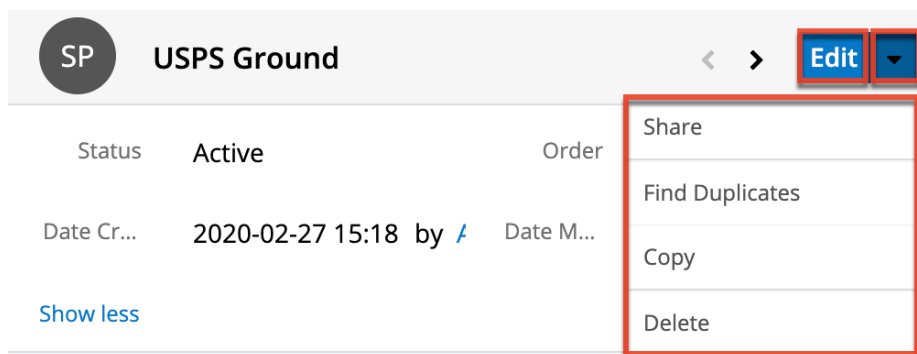 SP USPS Ground Edit
Share
Status Active Order
Find Duplicates
Date Cr... 2020-02-27 15:18 by Date M...
Copy
Show less
Delete